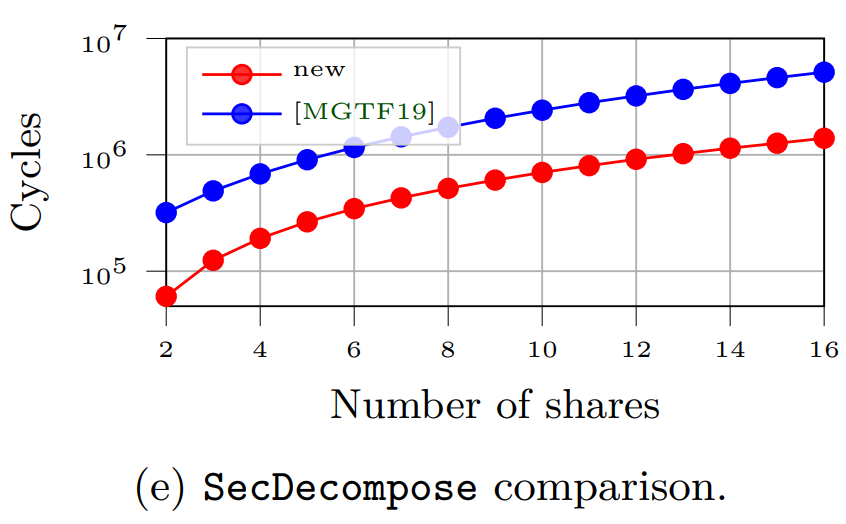 10^7
new
[MGTF19]
10^6
Cycles
10^5
2 4 6 8 10 12 14 16
Number of shares
(e) SecDecompose comparison.